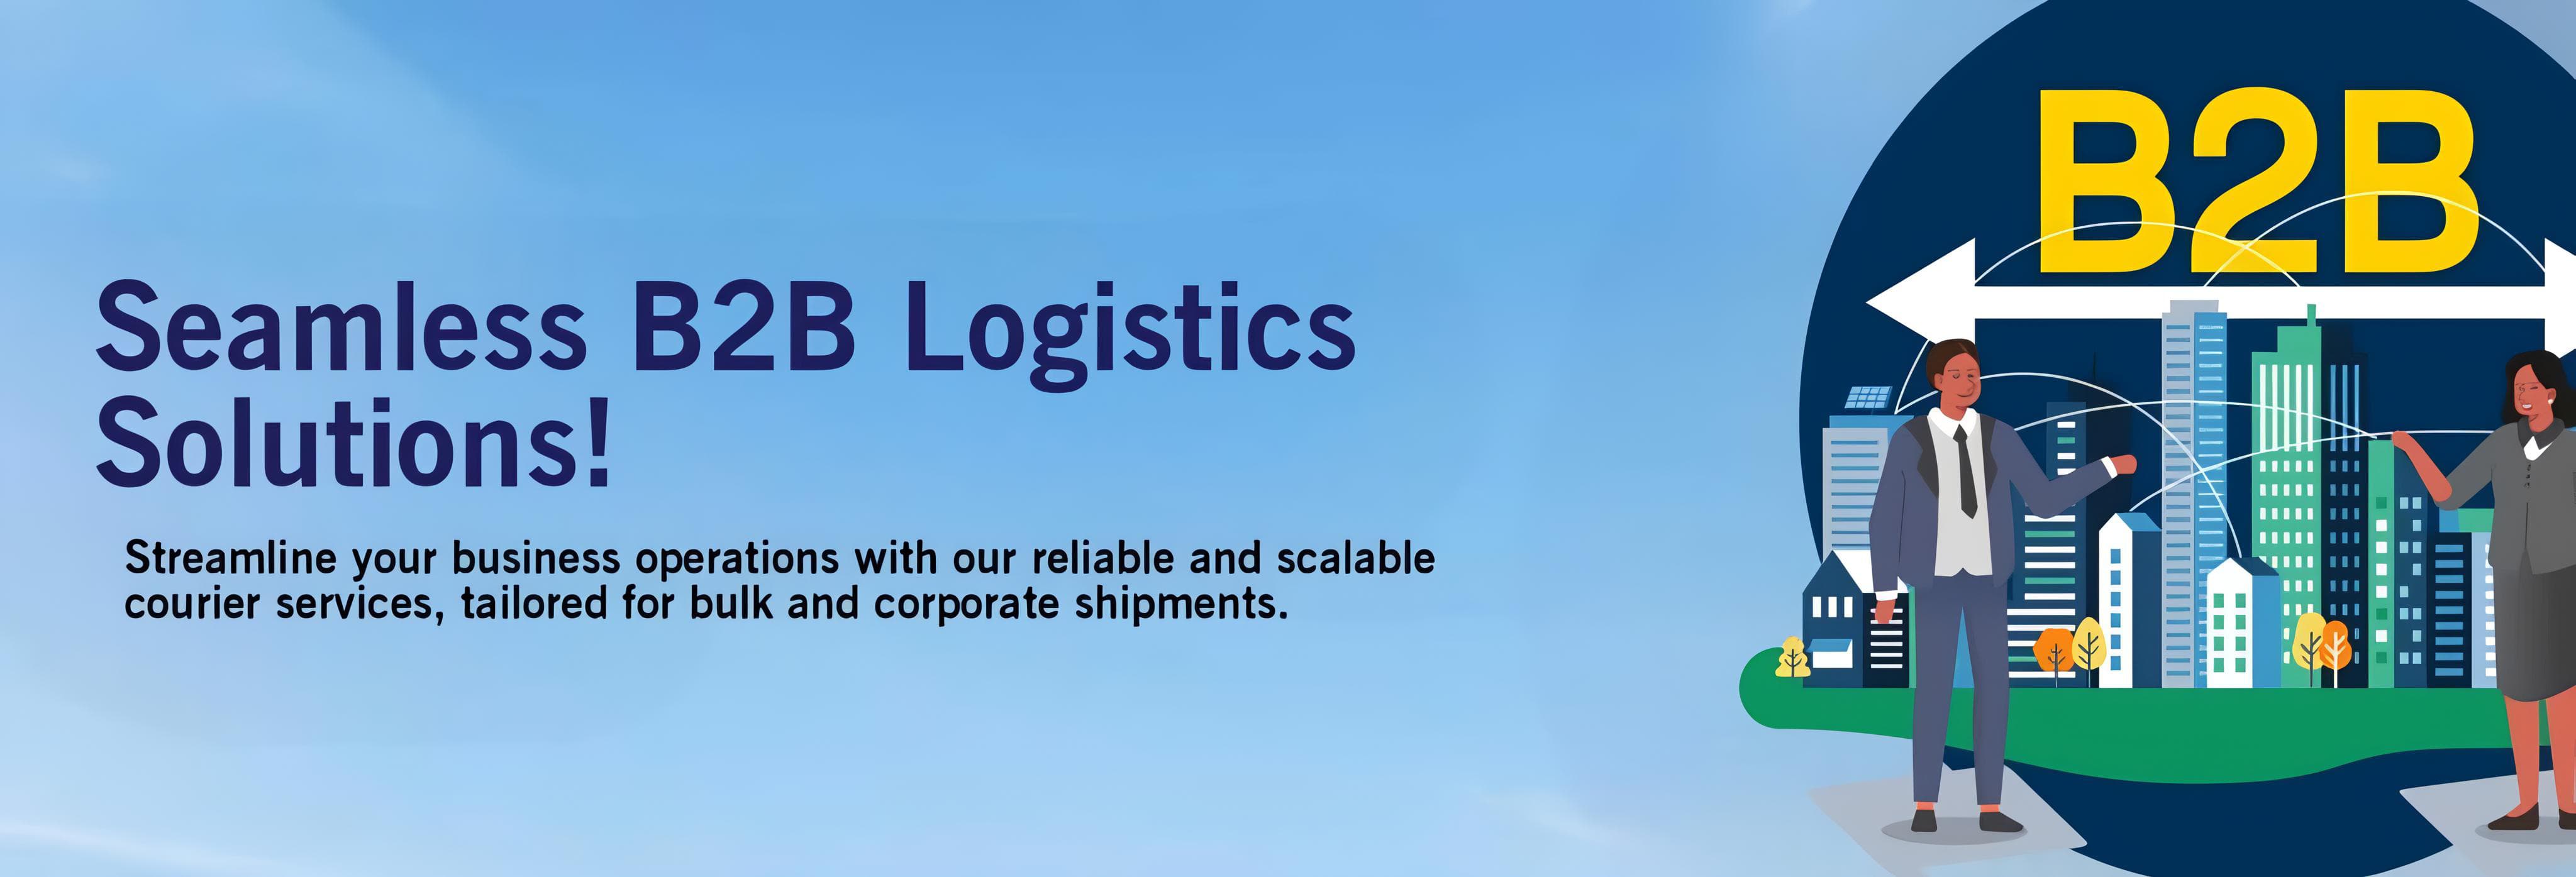 Seamless B2B Logistics
Solutions!
Streamline your business operations with our reliable and scalable
courier services, tailored for bulk and corporate shipments.
B2B